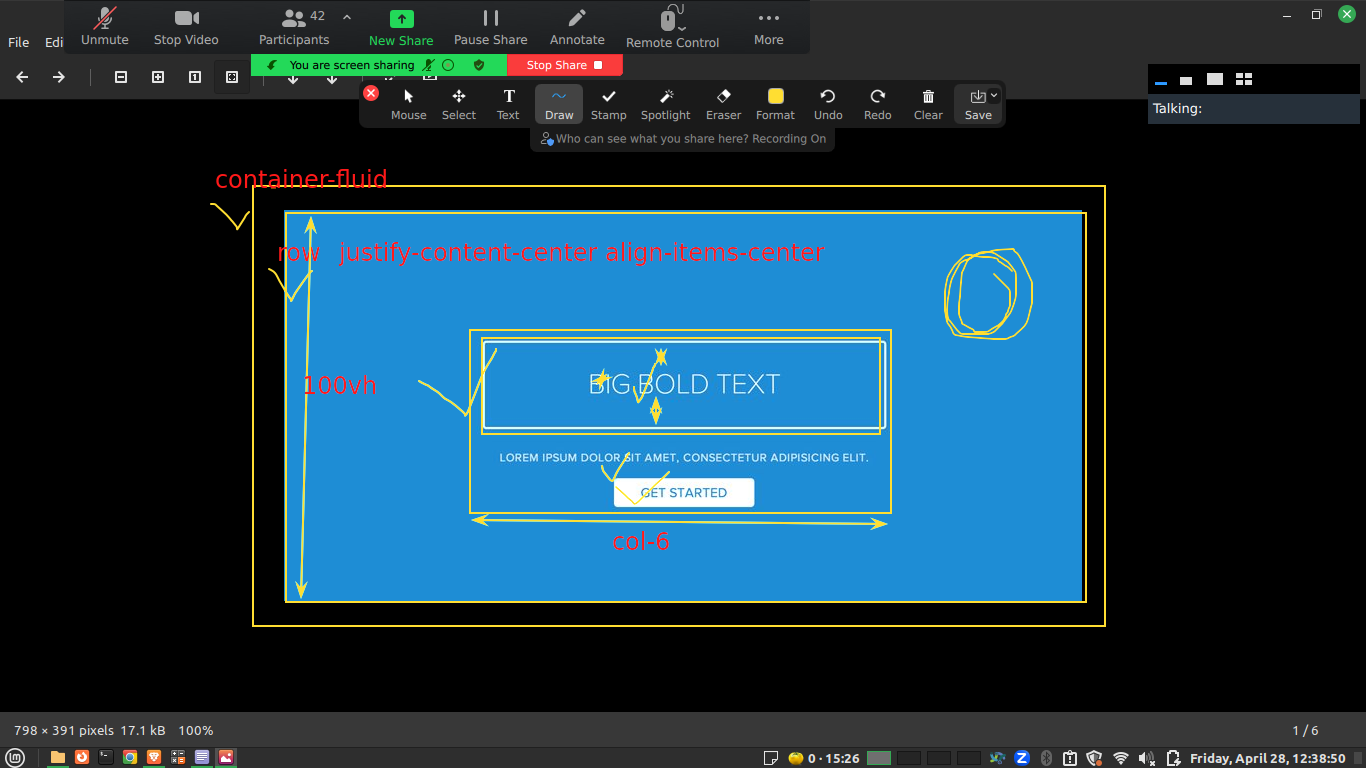 42
Unmute
Stop Video
Participants
New Share
Pause Share
Annotate
Remote Control
More
File
You are screen sharing
Stop Share
Mouse
Select
Text
Draw
Stamp
Spotlight
Eraser
Format
Undo
Redo
Clear
Save
Who can see what you share here? Recording On
Talking:
container-fluid
row justify-content-center align-items-center
100vh
BIG BOLD TEXT
LOREM IPSUM DOLOR SIT AMET, CONSECTETUR ADIPISICING ELIT.
GET STARTED
col-6
798 × 391 pixels 17.1 kB 100%
1 / 6
0 · 15:26
Friday, April 28, 12:38:50